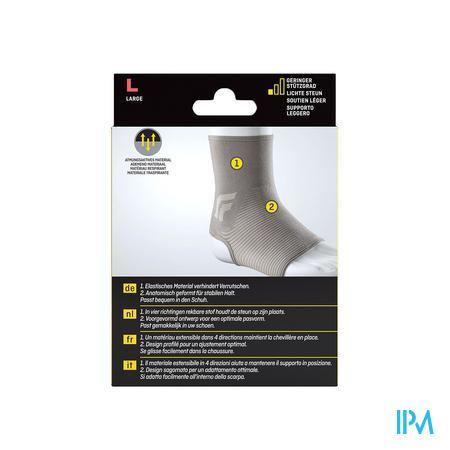 L
LARGE
GERINGER
STÜTZGRAD
LICHTE STEUN
SOUTIEN LÉGER
SUPPORTO
LEGGERO
ATMUNGSAKTIVES MATERIAL
ADEMEND MATERIAAL
MATÉRIAU RESPIRANT
MATERIALE TRASPIRANTE
1
2
de
1. Elastisches Material verhindert Verrutschen.
2. Anatomisch geformt für stabilen Halt.
Passt bequem in den Schuh.
nl
1. In vier richtingen rekbare stof houdt de steun op zijn plaats.
2. Voorgevormd ontwerp voor een optimale pasvorm.
Past gemakkelijk in uw schoen.
fr
1. Un matériau extensible dans 4 directions maintient la chevillère en place.
2. Design profilé pour un ajustement optimal.
Se glisse facilement dans la chaussure.
it
1. Il materiale estensibile in 4 direzioni aiuta a mantenere il supporto in posizione.
2. Design sagomato per un adattamento ottimale.
Si adatta facilmente all'interno della scarpa.
IPM